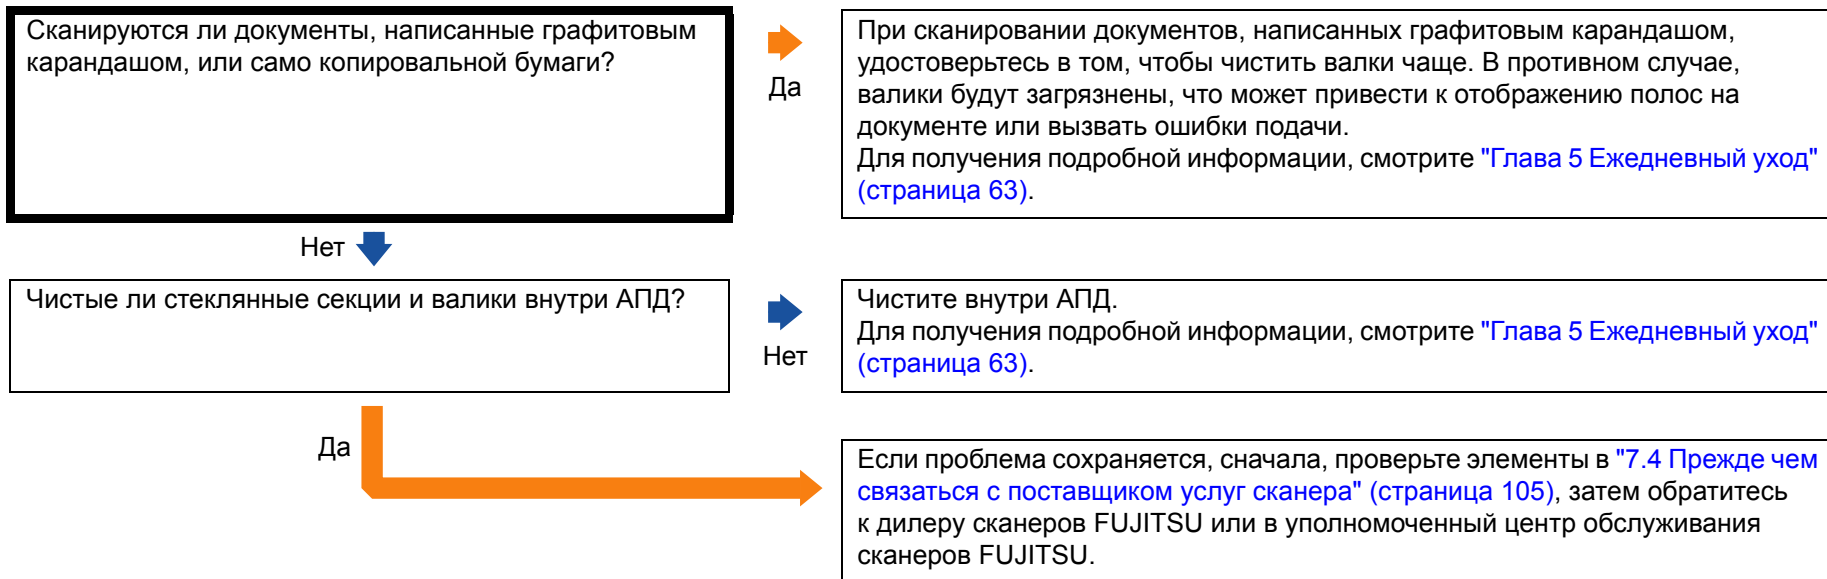 Сканируются ли документы, написанные графитовым
карандашом, или само копировальной бумаги?
Да
При сканировании документов, написанных графитовым карандашом,
удостоверьтесь в том, чтобы чистить валки чаще. В противном случае,
валики будут загрязнены, что может привести к отображению полос на
документе или вызвать ошибки подачи.
Для получения подробной информации, смотрите "Глава 5 Ежедневный уход"
(страница 63).
Нет
Чистые ли стеклянные секции и валики внутри АПД?
Нет
Чистите внутри АПД.
Для получения подробной информации, смотрите "Глава 5 Ежедневный уход"
(страница 63).
Да
Если проблема сохраняется, сначала, проверьте элементы в "7.4 Прежде чем
связаться с поставщиком услуг сканера" (страница 105), затем обратитесь
к дилеру сканеров FUJITSU или в уполномоченный центр обслуживания
сканеров FUJITSU.